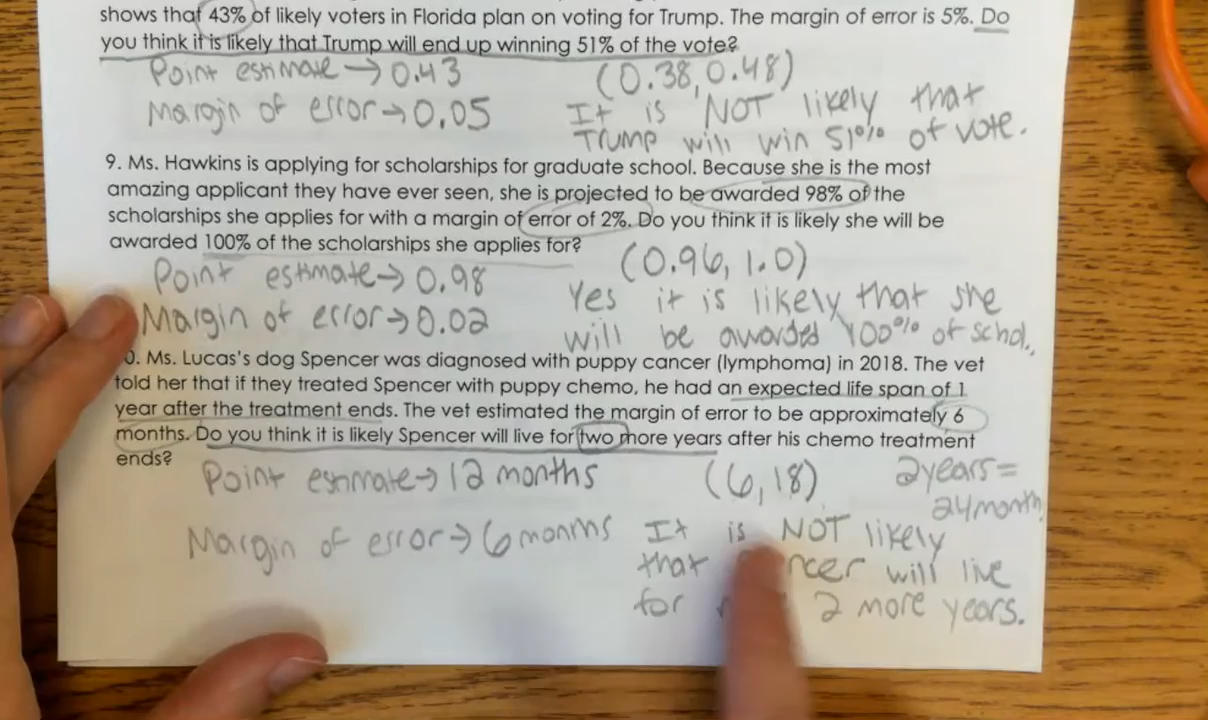 shows that 43% of likely voters in Florida plan on voting for Trump. The margin of error is 5%. Do
you think it is likely that Trump will end up winning 51% of the vote?
Point estimate → 0.43
(0.38, 0.48)
Margin of error → 0.05
It is NOT likely that
Trump will win 51% of vote.
9. Ms. Hawkins is applying for scholarships for graduate school. Because she is the most
amazing applicant they have ever seen, she is projected to be awarded 98% of the
scholarships she applies for with a margin of error of 2%. Do you think it is likely she will be
awarded 100% of the scholarships she applies for?
(0.96, 1.0)
Point estimate → 0.98
Yes it is likely that she
Margin of error → 0.02
will be awarded 100% of schol.
0. Ms. Lucas's dog Spencer was diagnosed with puppy cancer (lymphoma) in 2018. The vet
told her that if they treated Spencer with puppy chemo, he had an expected life span of 1
year after the treatment ends. The vet estimated the margin of error to be approximately 6
months. Do you think it is likely Spencer will live for two more years after his chemo treatment
ends?
Point estimate → 12 months
(6, 18)
2 years =
24 month
Margin of error → 6 months
It is NOT likely
that ncer will live
for 2 more years.